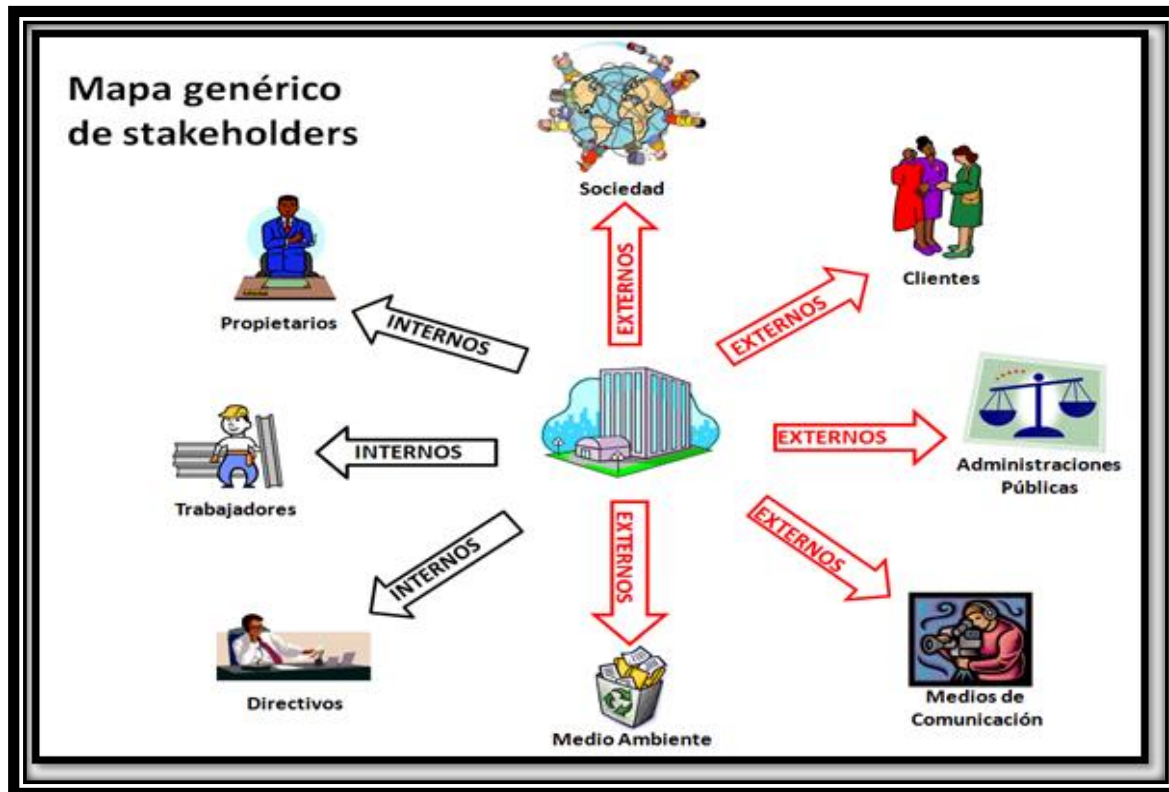 Mapa genérico
de stakeholders
Sociedad
Clientes
Propietarios
INTERNOS
EXTERNOS
EXTERNOS
Trabajadores
INTERNOS
EXTERNOS
Administraciones
Públicas
INTERNOS
EXTERNOS
EXTERNOS
Directivos
Medio Ambiente
Medios de
Comunicación